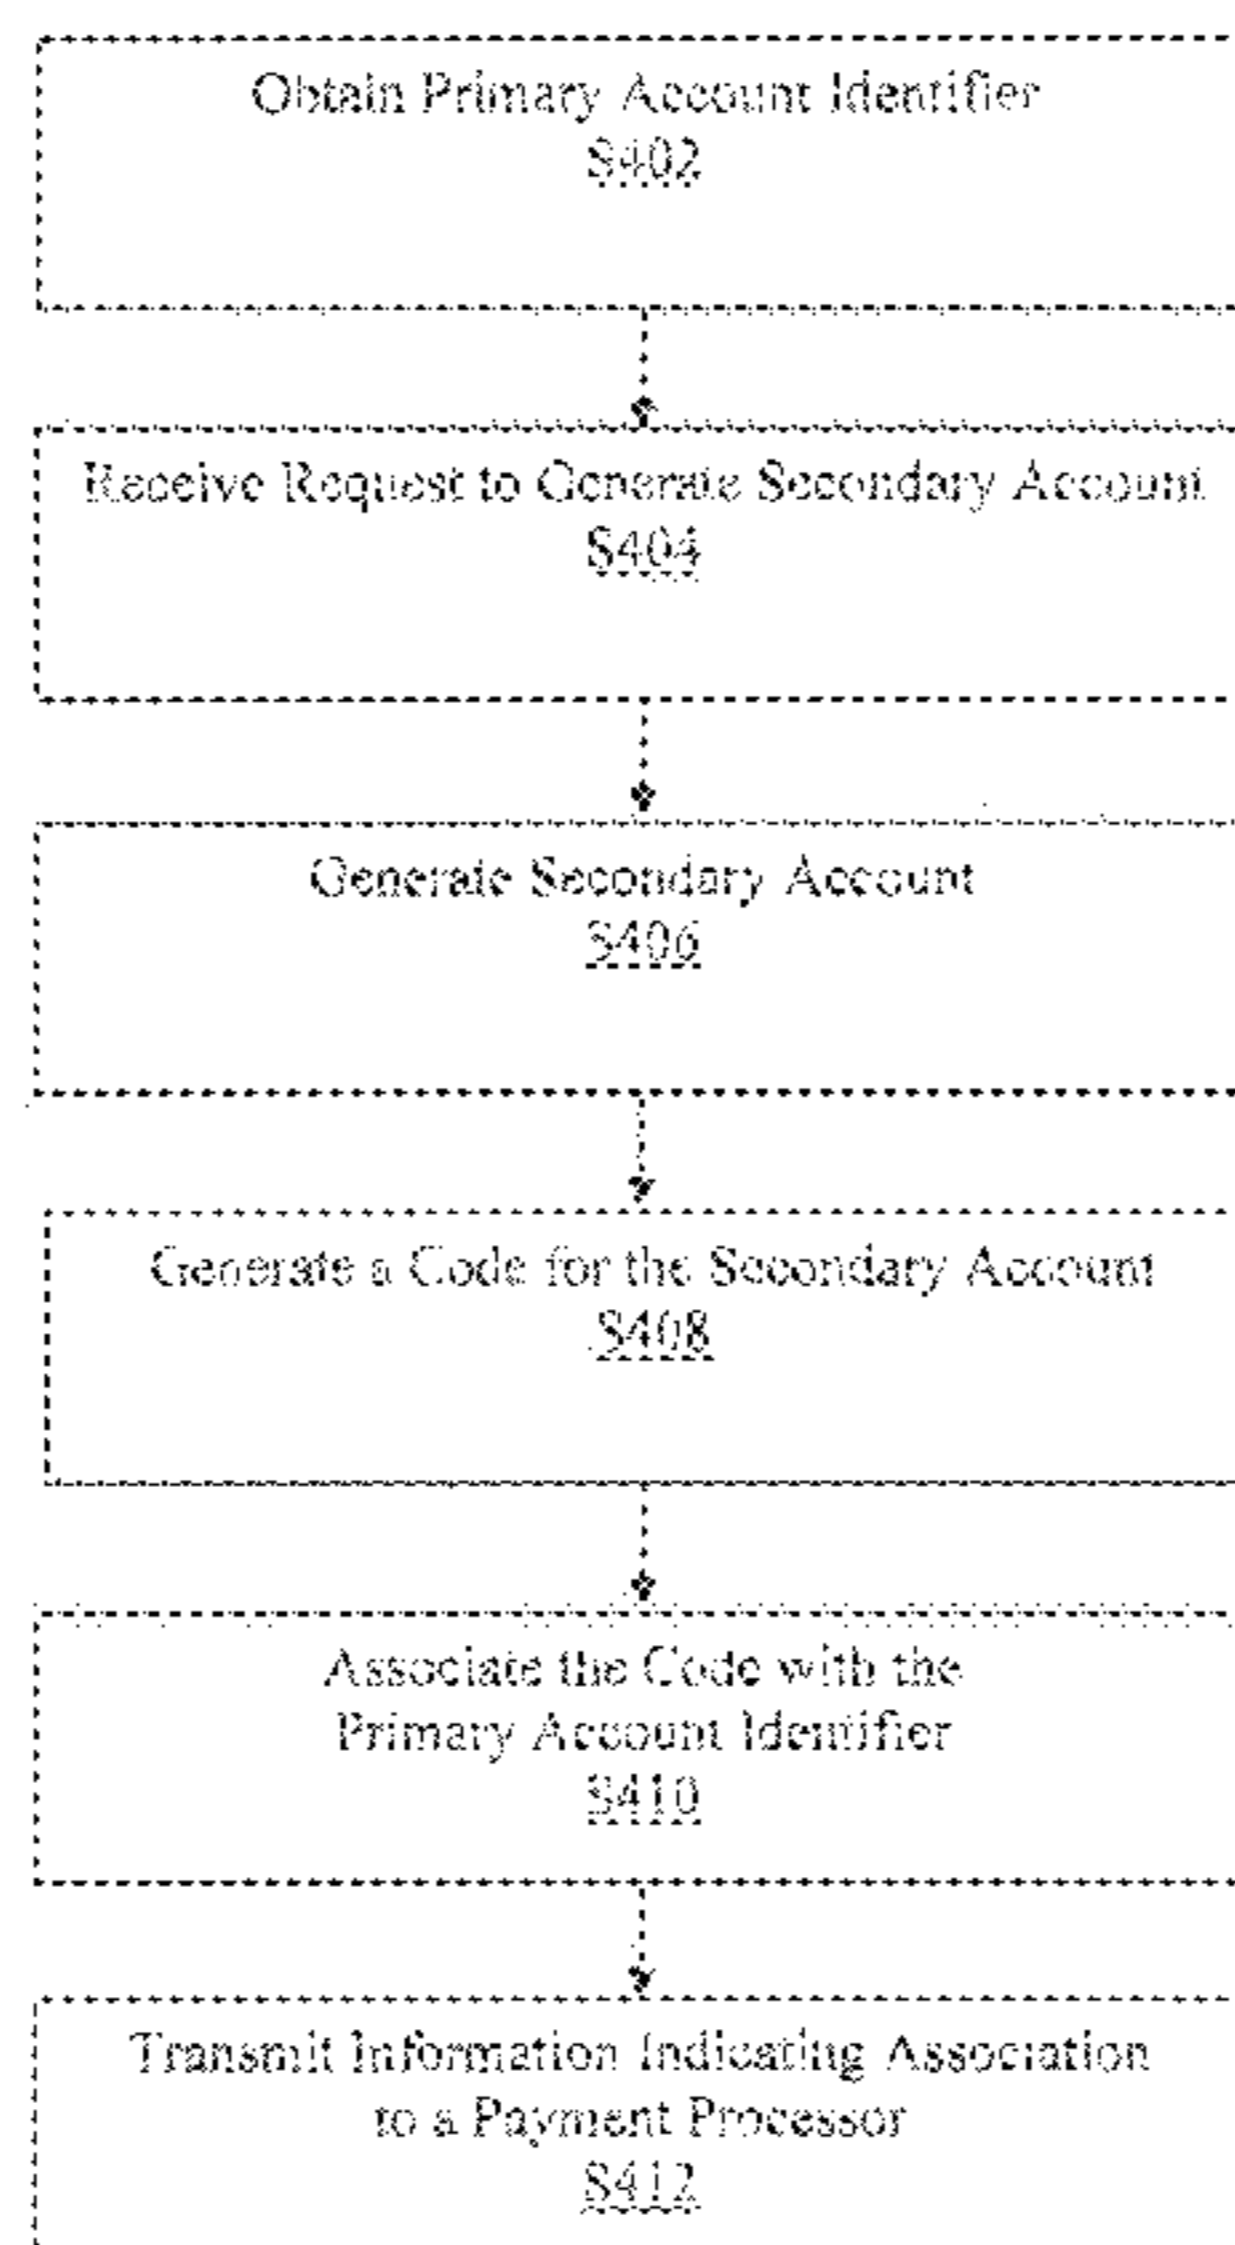 Obtain Primary Account Identifier
S402
Receive Request to Generate Secondary Account
S404
Generate Secondary Account
S406
Generate a Code for the Secondary Account
S408
Associate the Code with the
Primary Account Identifier
S410
Transmit Information Indicating Association
to a Payment Processor
S412